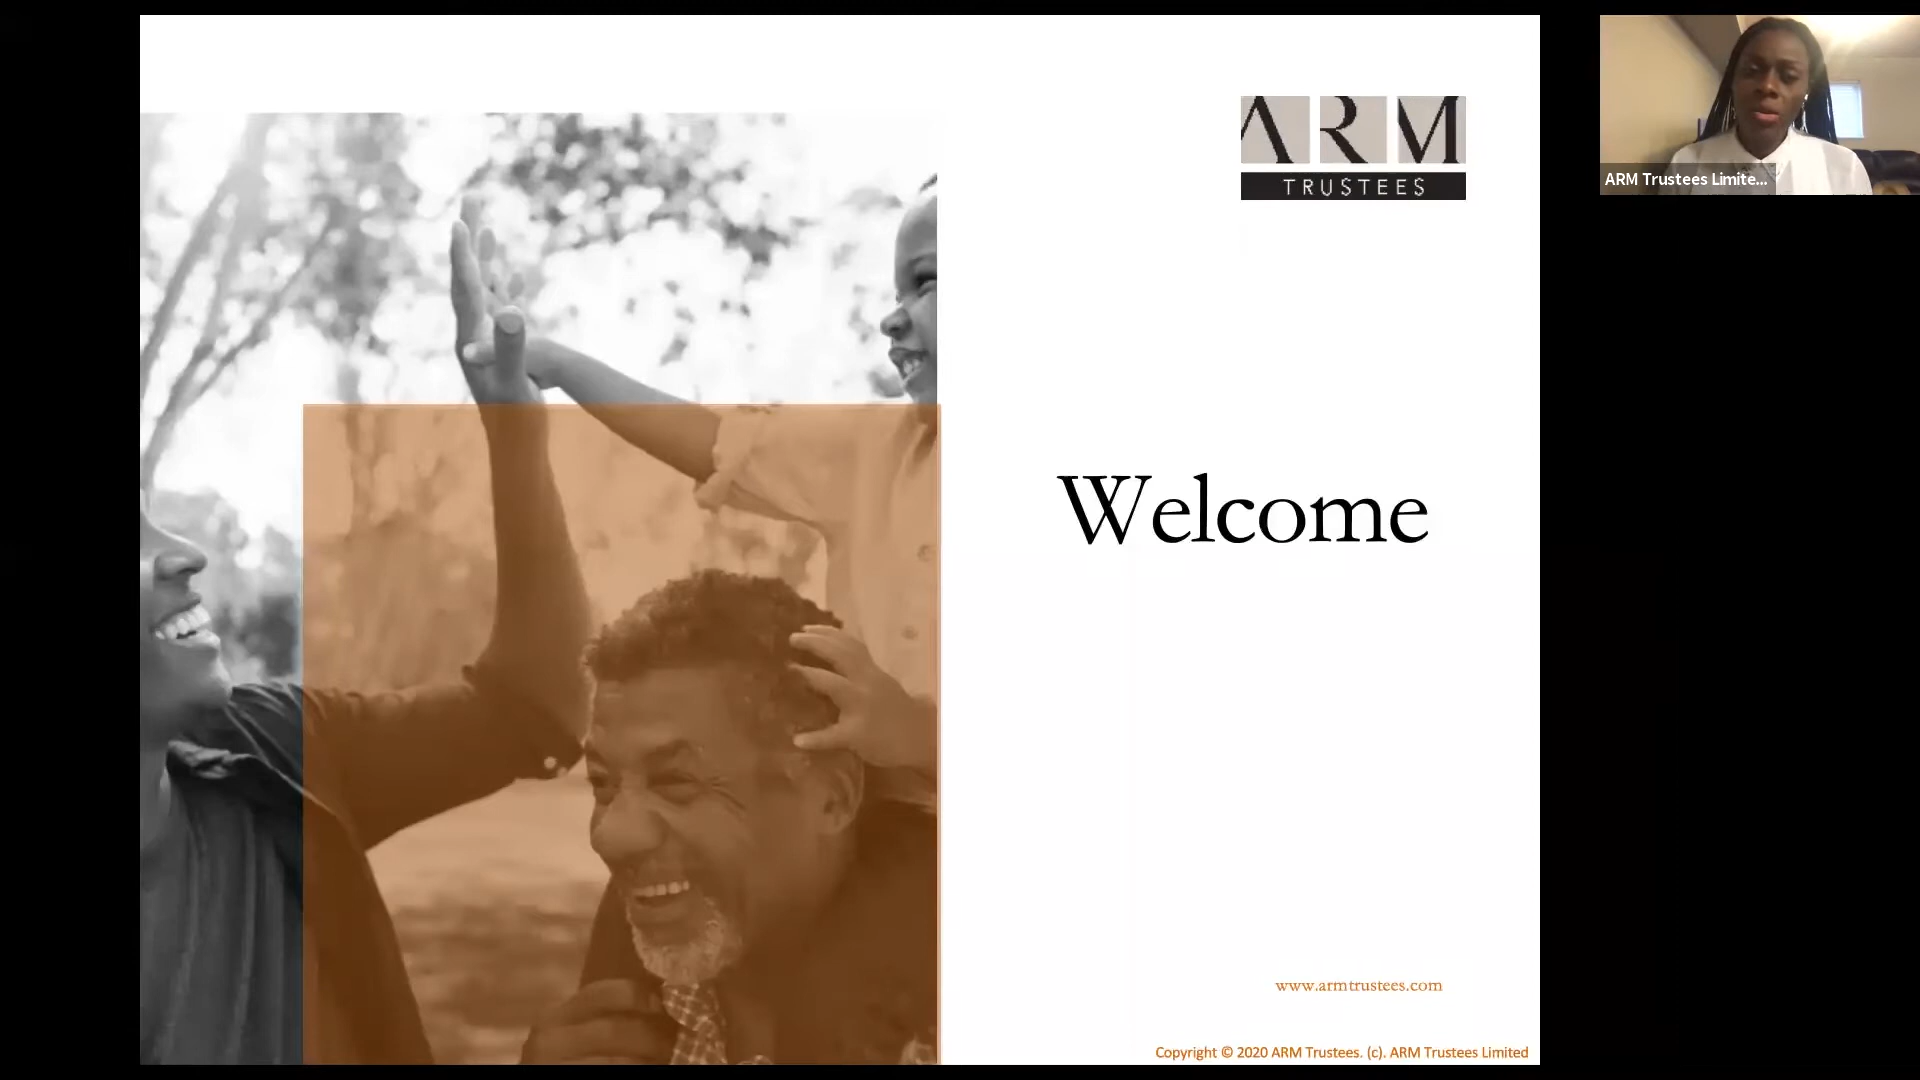 ARM
TRUSTEES
ARM Trustees Limite...
Welcome
www.armtrustees.com
Copyright © 2020 ARM Trustees. (c). ARM Trustees Limited